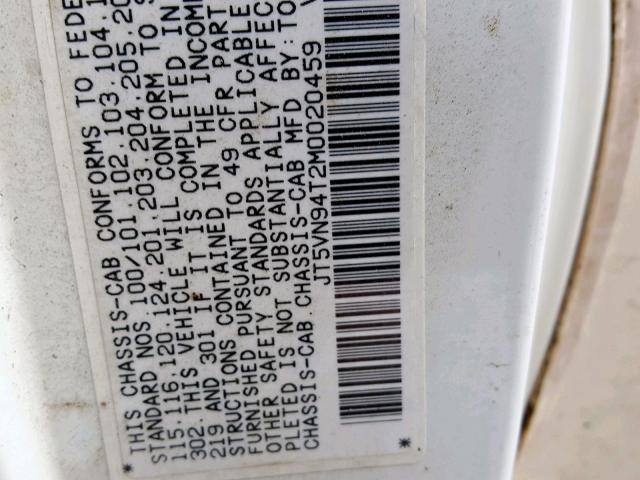 * THIS CHASSIS-CAB CONFORMS TO FEDE
STANDARD NOS.100/101.102.103.104.1
115.116.120.124.201.203.204.205.20
302.THIS VEHICLE WILL CONFORM TO S
219 AND 301 IF IT IS COMPLETED IN
STRUCTIONS CONTAINED IN THE INCOMP
FURNISHED PURSUANT TO 49 CFR PART
OTHER SAFETY STANDARDS APPLICABLE
PLETED IS NOT SUBSTANTIALLY AFFEC
CHASSIS-CAB.CHASSIS-CAB MFD BY:TO
JT5VN94T2M0020459
* *